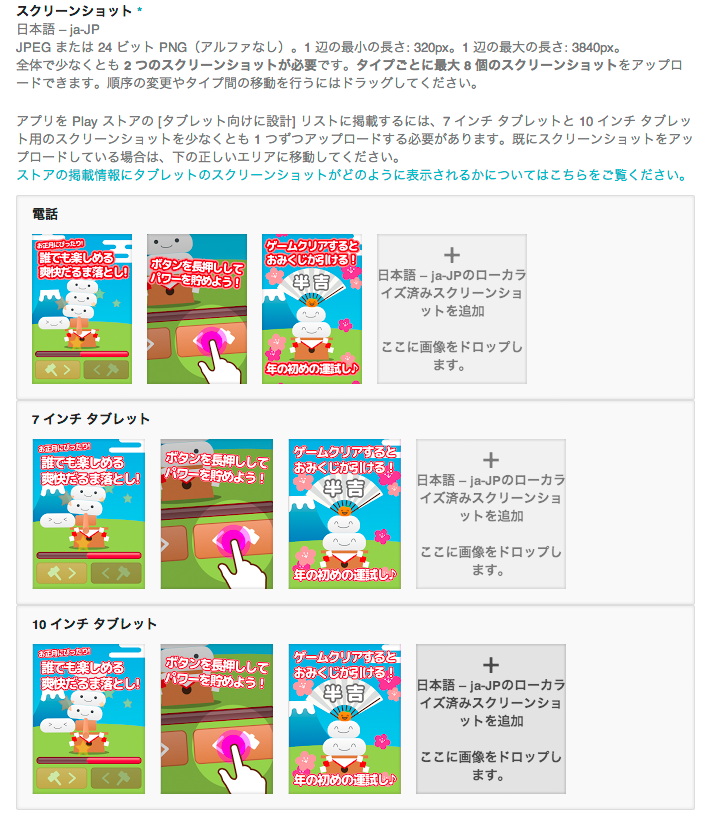 スクリーンショット *
日本語 – ja-JP
JPEG または 24 ビット PNG（アルファなし）。1 辺の最小の長さ: 320px。1 辺の最大の長さ: 3840px。
全体で少なくとも 2 つのスクリーンショットが必要です。タイプごとに最大 8 個のスクリーンショットをアップロ
ードできます。順序の変更やタイプ間の移動を行うにはドラッグしてください。
アプリを Play ストアの [タブレット向けに設計] リストに掲載するには、7 インチ タブレットと 10 インチ タブレッ
ト用のスクリーンショットを少なくとも 1 つずつアップロードする必要があります。既にスクリーンショットをアッ
プロードしている場合は、下の正しいエリアに移動してください。
ストアの掲載情報にタブレットのスクリーンショットがどのように表示されるかについてはこちらをご覧ください。
電話
お正月にぴったり!
誰でも楽しめる
爽快だるま落とし!
ボタンを長押しして
パワーを貯めよう!
ゲームクリアすると
おみくじが引ける!
半吉
年の初めの運試し♪
+
日本語 – ja-JPのローカラ
イズ済みスクリーンショ
ットを追加
ここに画像をドロップし
ます。
7 インチ タブレット
お正月にぴったり!
誰でも楽しめる
爽快だるま落とし!
ボタンを長押しして
パワーを貯めよう!
ゲームクリアすると
おみくじが引ける!
半吉
年の初めの運試し♪
+
日本語 – ja-JPのローカラ
イズ済みスクリーンショ
ットを追加
ここに画像をドロップし
ます。
10 インチ タブレット
お正月にぴったり!
誰でも楽しめる
爽快だるま落とし!
ボタンを長押しして
パワーを貯めよう!
ゲームクリアすると
おみくじが引ける!
半吉
年の初めの運試し♪
+
日本語 – ja-JPのローカラ
イズ済みスクリーンショ
ットを追加
ここに画像をドロップし
ます。